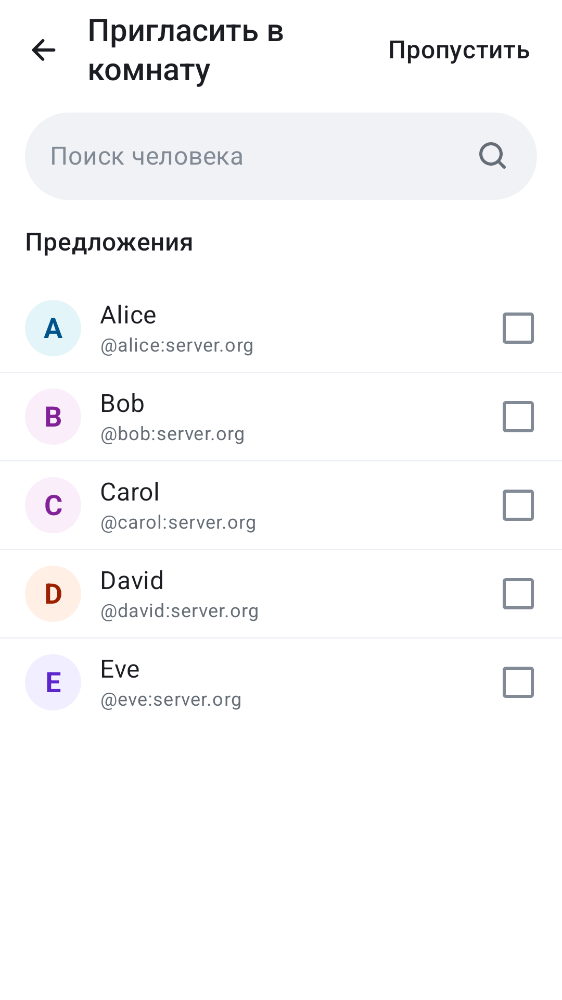 Пригласить в
комнату
Пропустить
Поиск человека
Предложения
A
Alice
@alice:server.org
B
Bob
@bob:server.org
C
Carol
@carol:server.org
D
David
@david:server.org
E
Eve
@eve:server.org